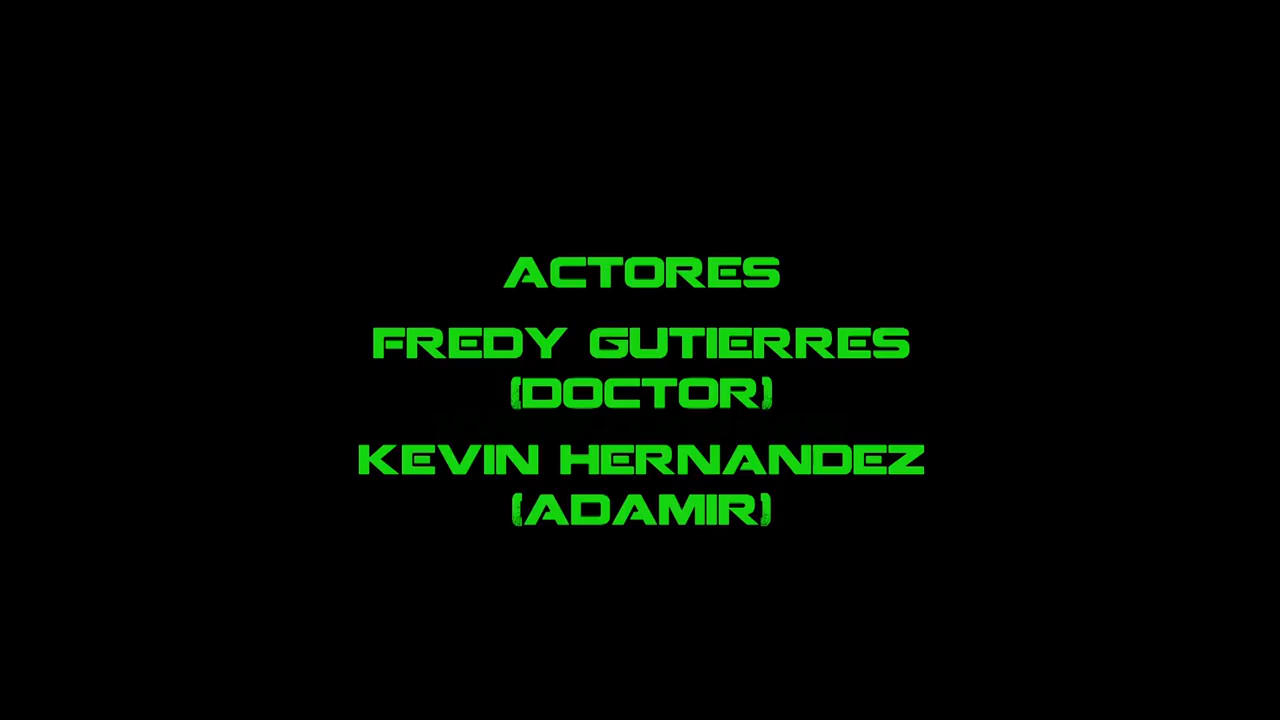 ACTORES
FREDY GUTIERRES
(DOCTOR)
KEVIN HERNANDEZ
(ADAMIR)